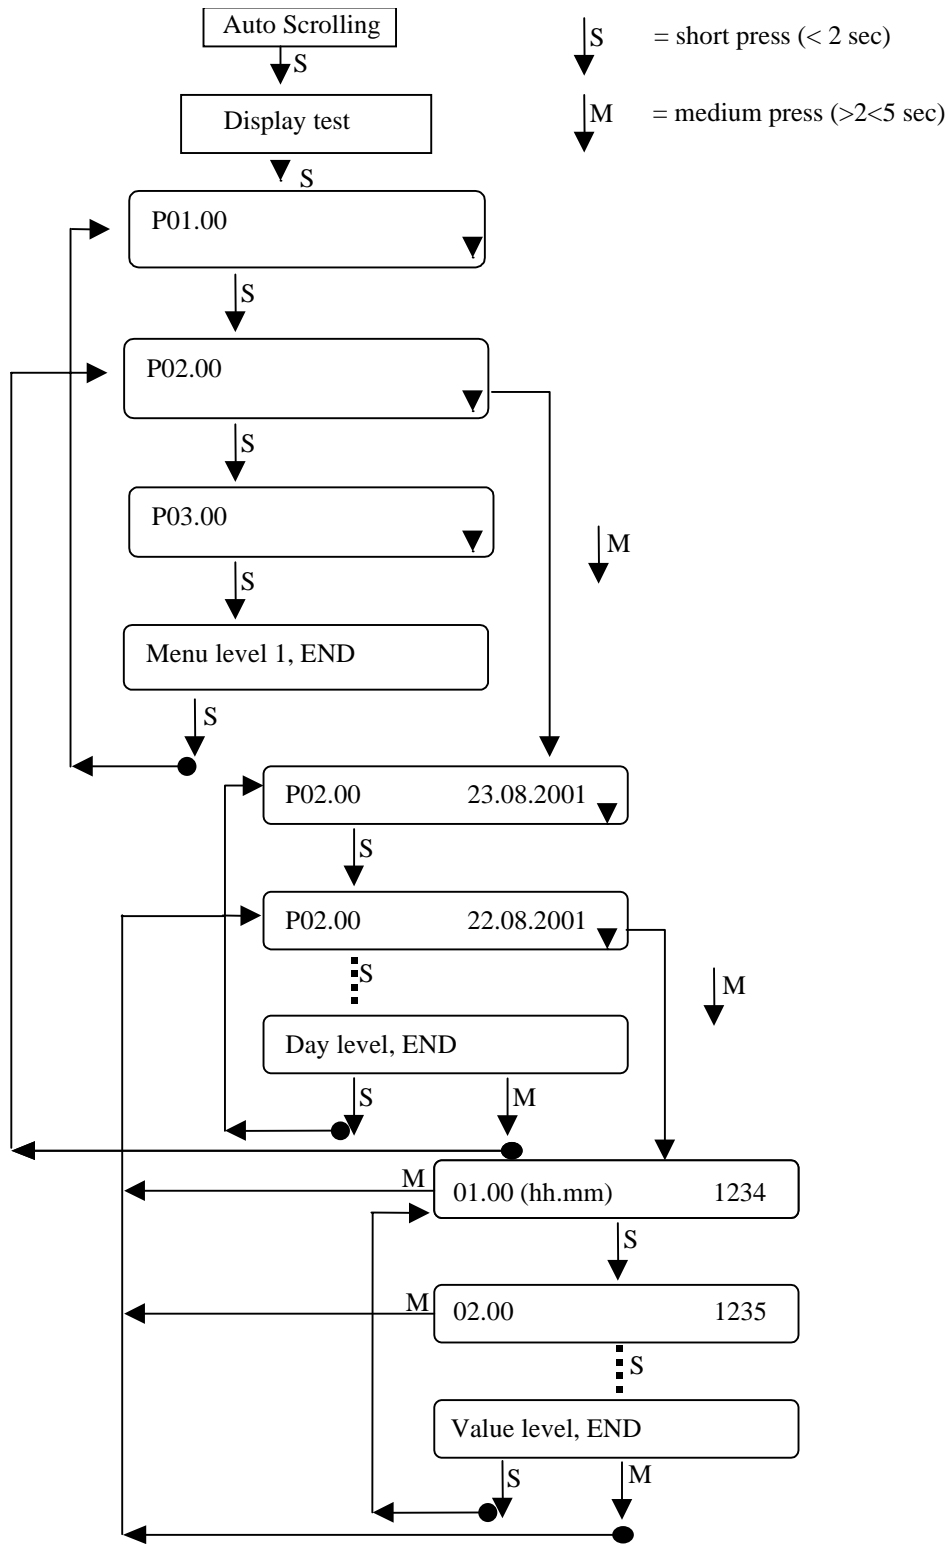 Auto Scrolling
S = short press (< 2 sec)
S
M = medium press (>2<5 sec)
Display test
S
P01.00
S
P02.00
S
P03.00
M
S
Menu level 1, END
S
P02.00 23.08.2001
S
P02.00 22.08.2001
S
M
Day level, END
S M
M 01.00 (hh.mm) 1234
S
M 02.00 1235
S
Value level, END
S M